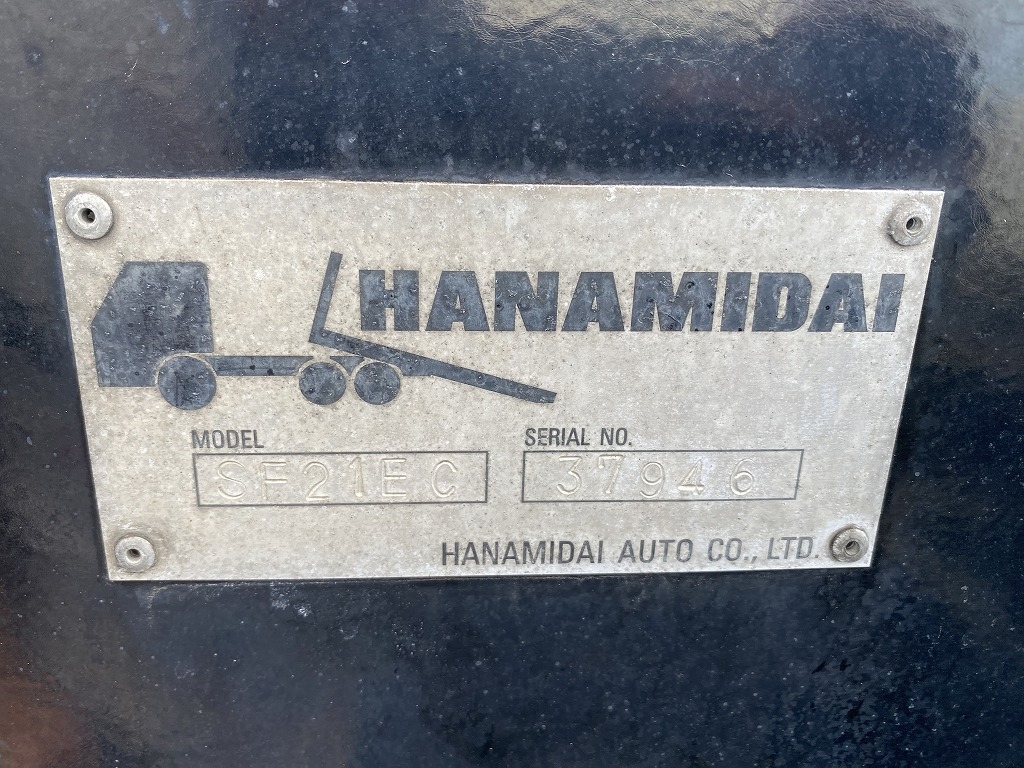 HANAMIDAI
MODEL SERIAL NO.
SF21EC 37946
HANAMIDAI AUTO CO., LTD.